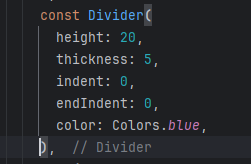 const Divider(
  height: 20,
  thickness: 5,
  indent: 0,
  endIndent: 0,
  color: Colors.blue,
),  // Divider